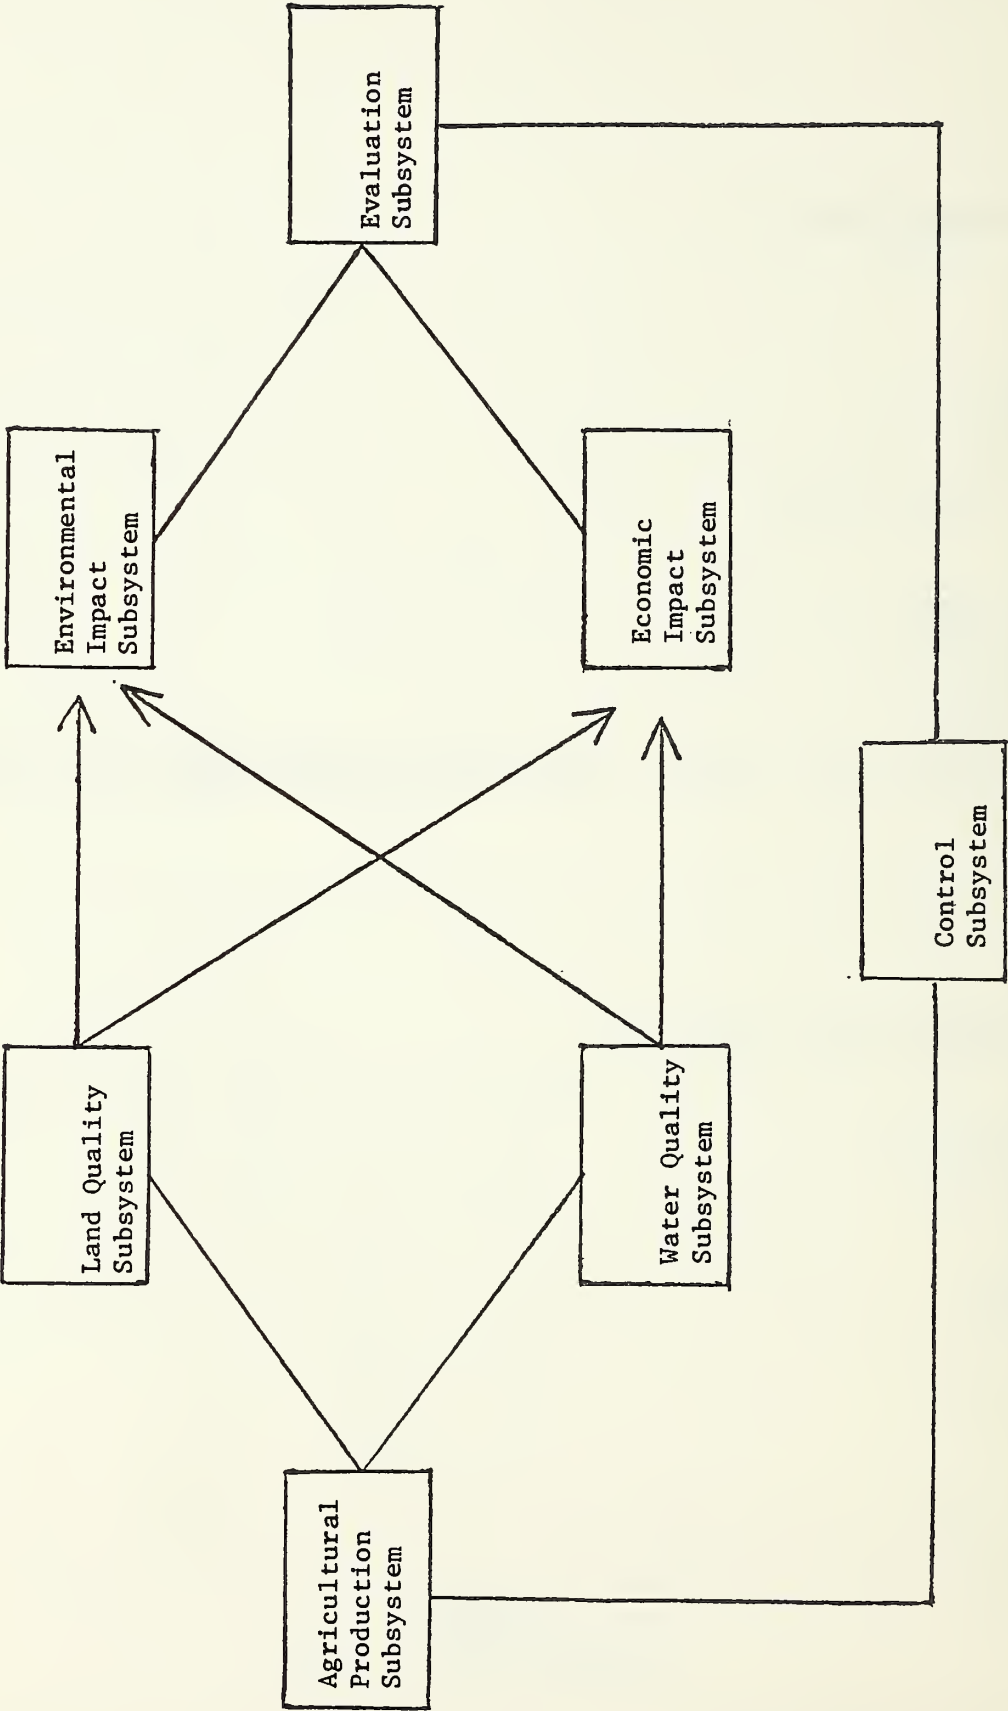 Agricultural
Production
Subsystem
Land Quality
Subsystem
Water Quality
Subsystem
Environmental
Impact
Subsystem
Economic
Impact
Subsystem
Evaluation
Subsystem
Control
Subsystem